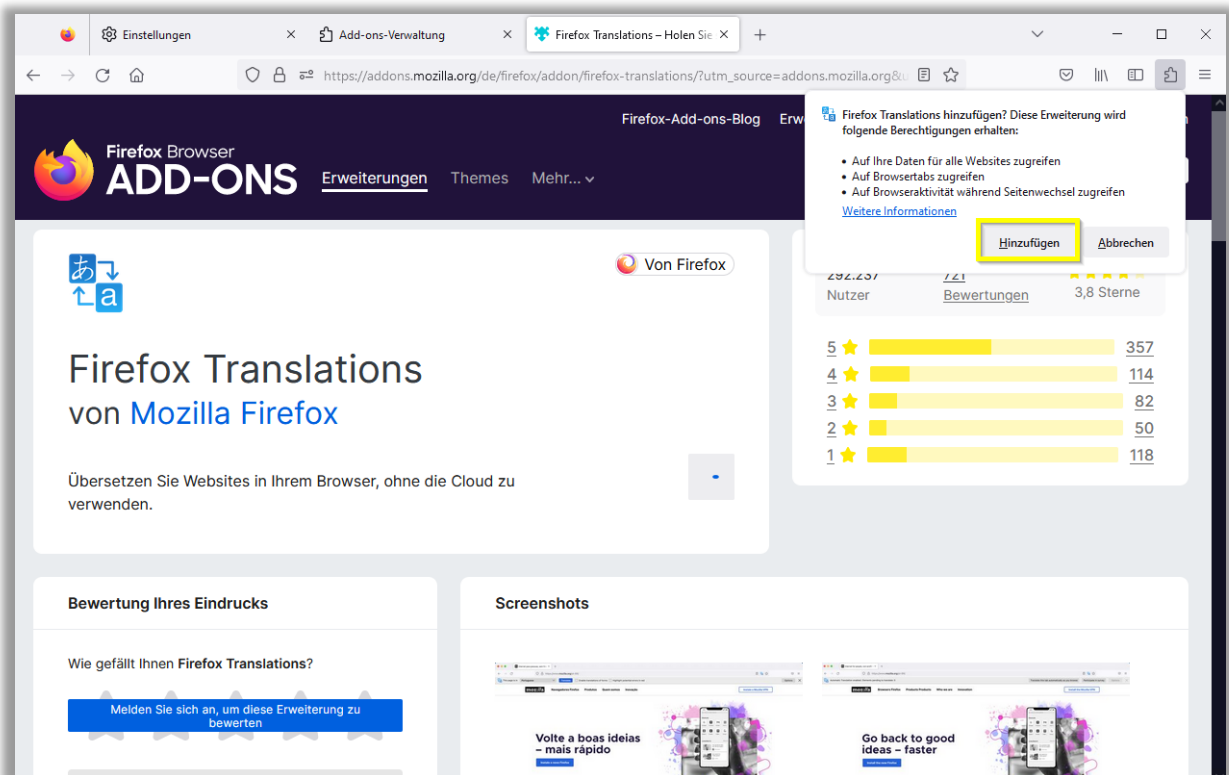 Einstellungen
Add-ons-Verwaltung
Firefox Translations – Holen Sie
https://addons.mozilla.org/de/firefox/addon/firefox-translations/?utm_source=addons.mozilla.org&u
Firefox-Add-ons-Blog
Firefox Translations hinzufügen? Diese Erweiterung wird
folgende Berechtigungen erhalten:
• Auf Ihre Daten für alle Websites zugreifen
• Auf Browsertabs zugreifen
• Auf Browseraktivität während Seitenwechsel zugreifen
Weitere Informationen
Hinzufügen
Abbrechen
Firefox Browser
ADD-ONS
Erweiterungen
Themes
Mehr...
あ
a
Von Firefox
Firefox Translations
von Mozilla Firefox
Übersetzen Sie Websites in Ihrem Browser, ohne die Cloud zu
verwenden.
292.237
721
Nutzer
Bewertungen
3,8 Sterne
5 357
4 114
3 82
2 50
1 118
Bewertung Ihres Eindrucks
Wie gefällt Ihnen Firefox Translations?
Melden Sie sich an, um diese Erweiterung zu
bewerten
Screenshots
Volte a boas ideias
– mais rápido
Go back to good
ideas – faster